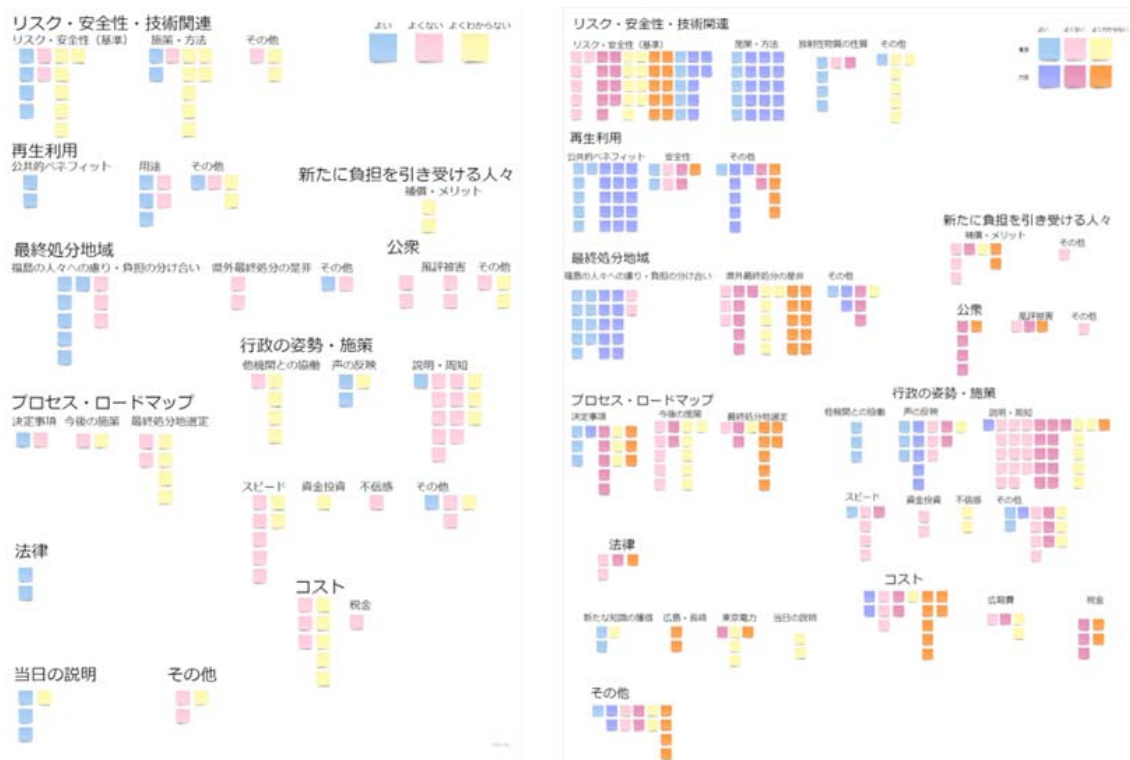 リスク・安全性・技術関連
リスク・安全性（基準） 施策・方法 その他
よい よくない よくわからない
再生利用
公共的ベネフィット 用途 その他
新たに負担を引き受ける人々
補償・メリット
最終処分地域
福島の人々への慮り・負担の分け合い 県外最終処分の是非 その他
公衆
風評被害 その他
行政の姿勢・施策
他機関との協働 声の反映 説明・周知
プロセス・ロードマップ
決定事項 今後の施策 最終処分地選定
スピード 資金投資 不信感 その他
法律
コスト
税金
当日の説明
その他
リスク・安全性・技術関連
リスク・安全性（基準） 施策・方法 放射性物質の性質 その他
よい よくない よくわからない
再生利用
公共的ベネフィット 安全性 その他
新たに負担を引き受ける人々
補償・メリット その他
最終処分地域
福島の人々への慮り・負担の分け合い 県外最終処分の是非 その他
公衆
風評被害 その他
行政の姿勢・施策
他機関との協働 声の反映 説明・周知
プロセス・ロードマップ
決定事項 今後の施策 最終処分地選定
スピード 資金投資 不信感 その他
法律
コスト
広報費 税金
新たな知識の獲得 広島・長崎 東京電力 当日の説明
その他